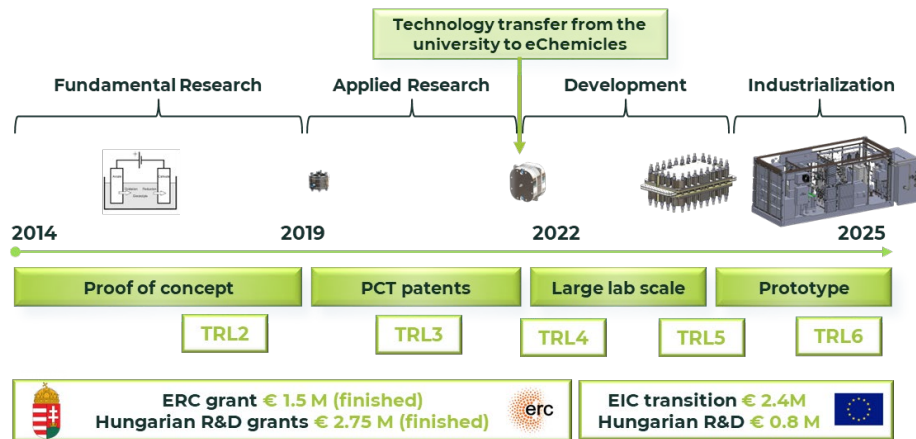 Technology transfer from the
university to eChemicles
Fundamental Research
Applied Research
Development
Industrialization
2014
2019
2022
2025
Proof of concept
PCT patents
Large lab scale
Prototype
TRL2
TRL3
TRL4
TRL5
TRL6
ERC grant € 1.5 M (finished)
Hungarian R&D grants € 2.75 M (finished)
erc
EIC transition € 2.4M
Hungarian R&D € 0.8 M